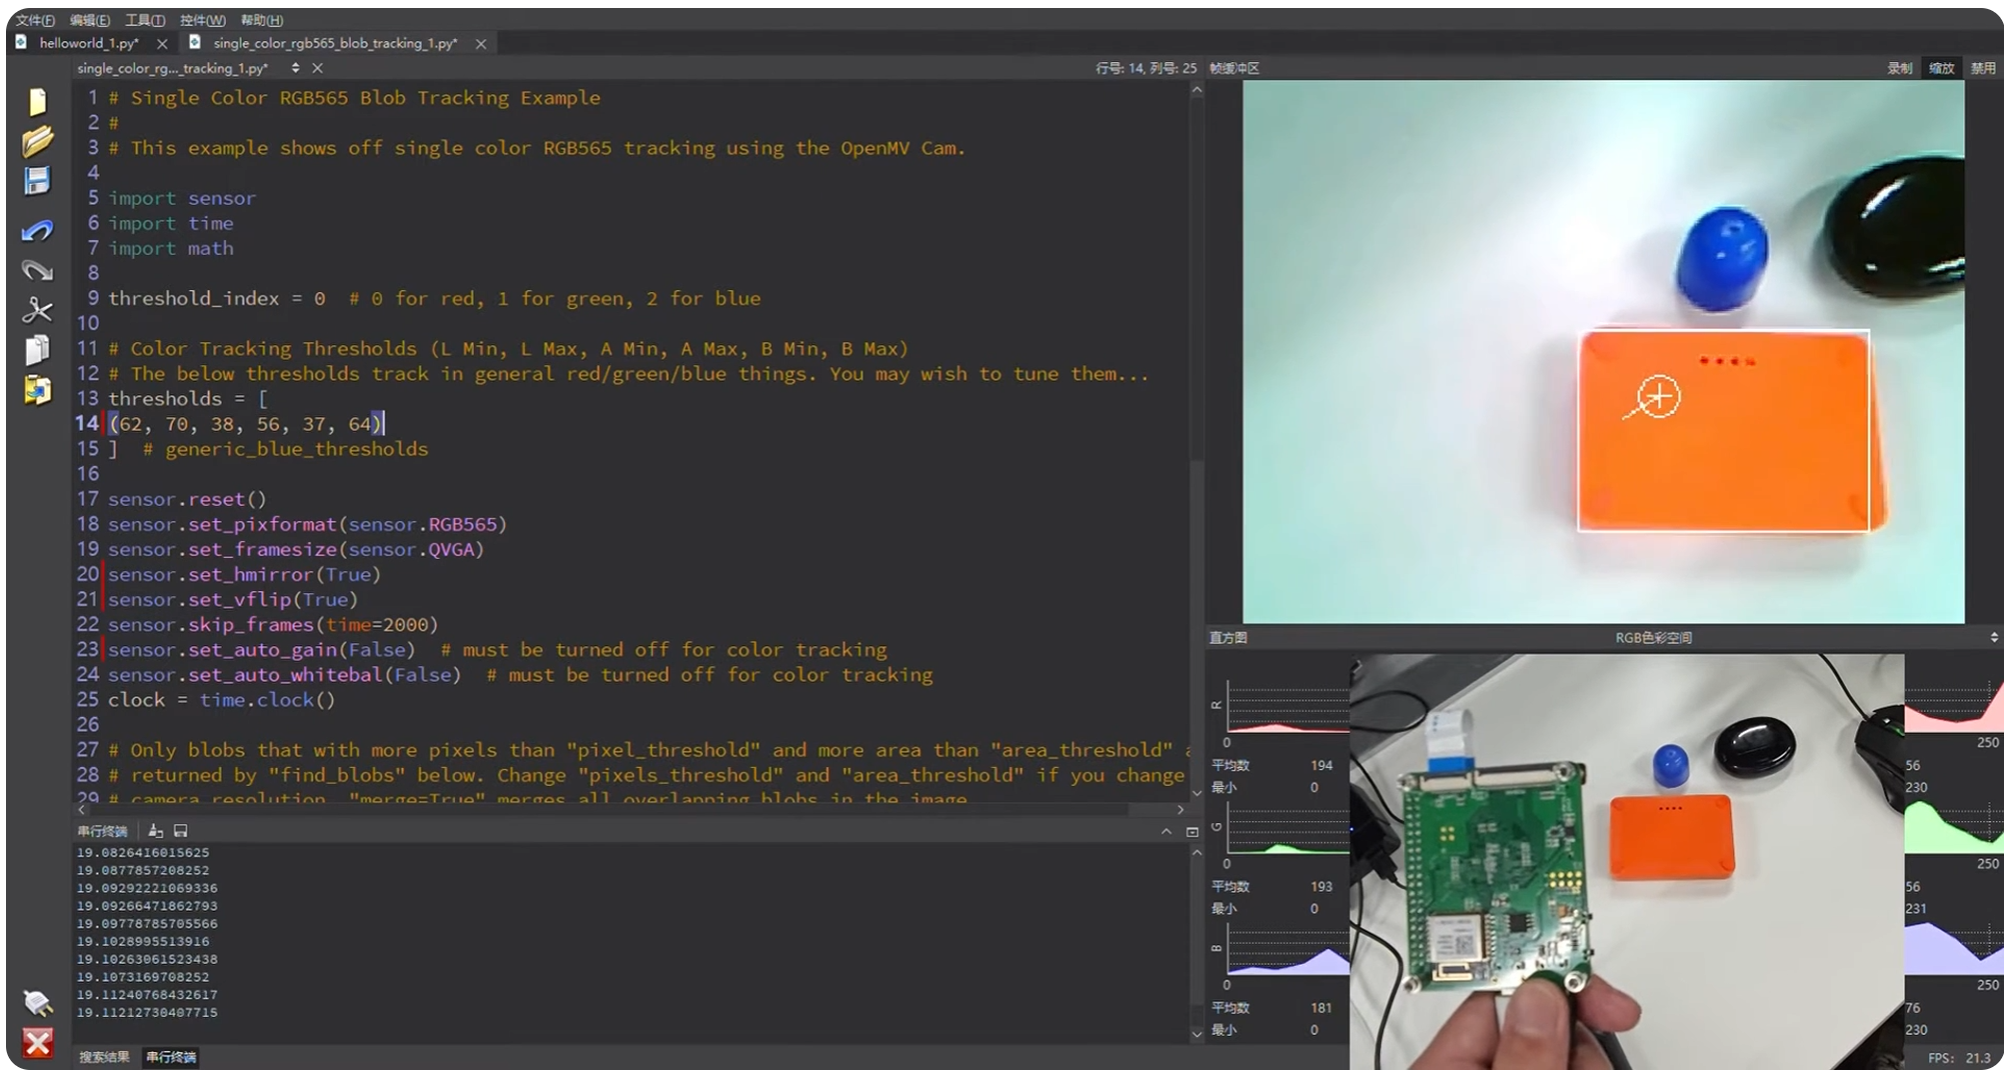 文件(F) 编辑(E) 工具(T) 控件(W) 帮助(H)
helloworld_1.py*
single_color_rgb565_blob_tracking_1.py*
single_color_rg..._tracking_1.py*
行号: 14, 列号: 25
帧缓冲区
录制 缩放 禁用
1 # Single Color RGB565 Blob Tracking Example
2 #
3 # This example shows off single color RGB565 tracking using the OpenMV Cam.
4
5 import sensor
6 import time
7 import math
8
9 threshold_index = 0  # 0 for red, 1 for green, 2 for blue
10
11 # Color Tracking Thresholds (L Min, L Max, A Min, A Max, B Min, B Max)
12 # The below thresholds track in general red/green/blue things. You may wish to tune them...
13 thresholds = [
14 (62, 70, 38, 56, 37, 64)
15 ]  # generic_blue_thresholds
16
17 sensor.reset()
18 sensor.set_pixformat(sensor.RGB565)
19 sensor.set_framesize(sensor.QVGA)
20 sensor.set_hmirror(True)
21 sensor.set_vflip(True)
22 sensor.skip_frames(time=2000)
23 sensor.set_auto_gain(False)  # must be turned off for color tracking
24 sensor.set_auto_whitebal(False)  # must be turned off for color tracking
25 clock = time.clock()
26
27 # Only blobs that with more pixels than "pixel_threshold" and more area than "area_threshold" a
28 # returned by "find_blobs" below. Change "pixels_threshold" and "area_threshold" if you change
29 # camera resolution. "merge=True" merges all overlapping blobs in the image.
串行终端
19.0826416015625
19.0877857208252
19.09292221069336
19.09266471862793
19.09778785705566
19.1028995513916
19.10263061523438
19.1073169708252
19.11240768432617
19.11212730407715
搜索结果 串行终端
直方图
RGB色彩空间
R
0
250
平均数 194
56
最小 0
230
G
0
250
平均数 193
56
最小 0
231
B
0
250
平均数 181
76
最小 0
230
FPS: 21.3